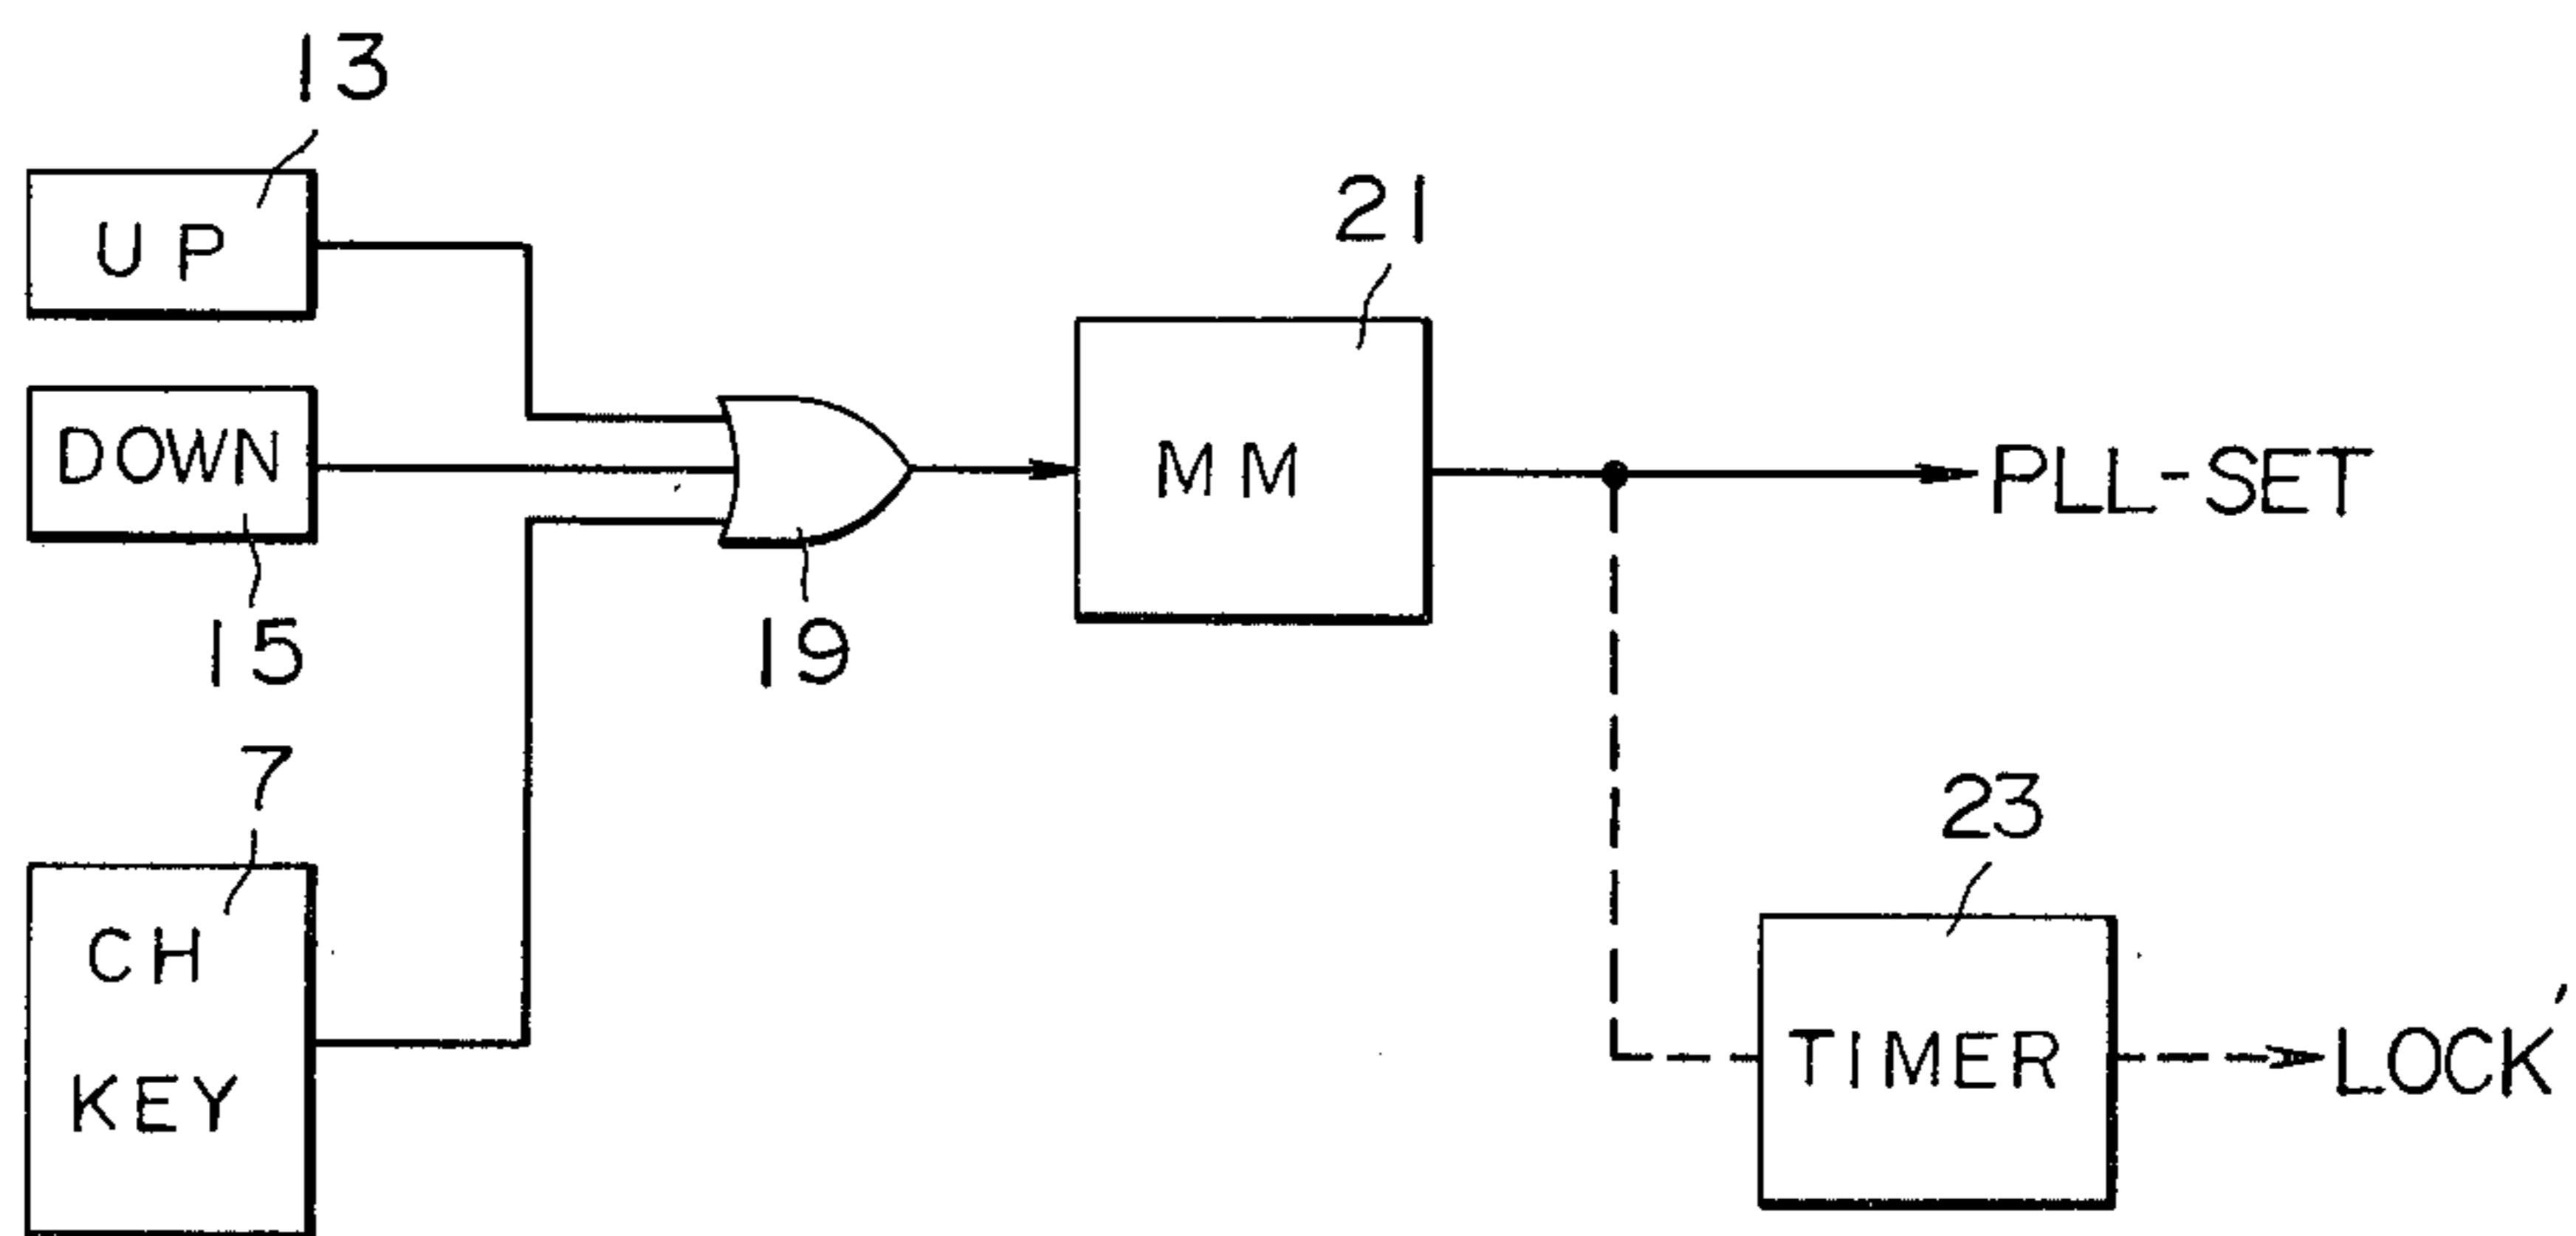 13
UP
DOWN
15
7
CH
KEY
19
21
MM
PLL-SET
23
TIMER
LOCK'